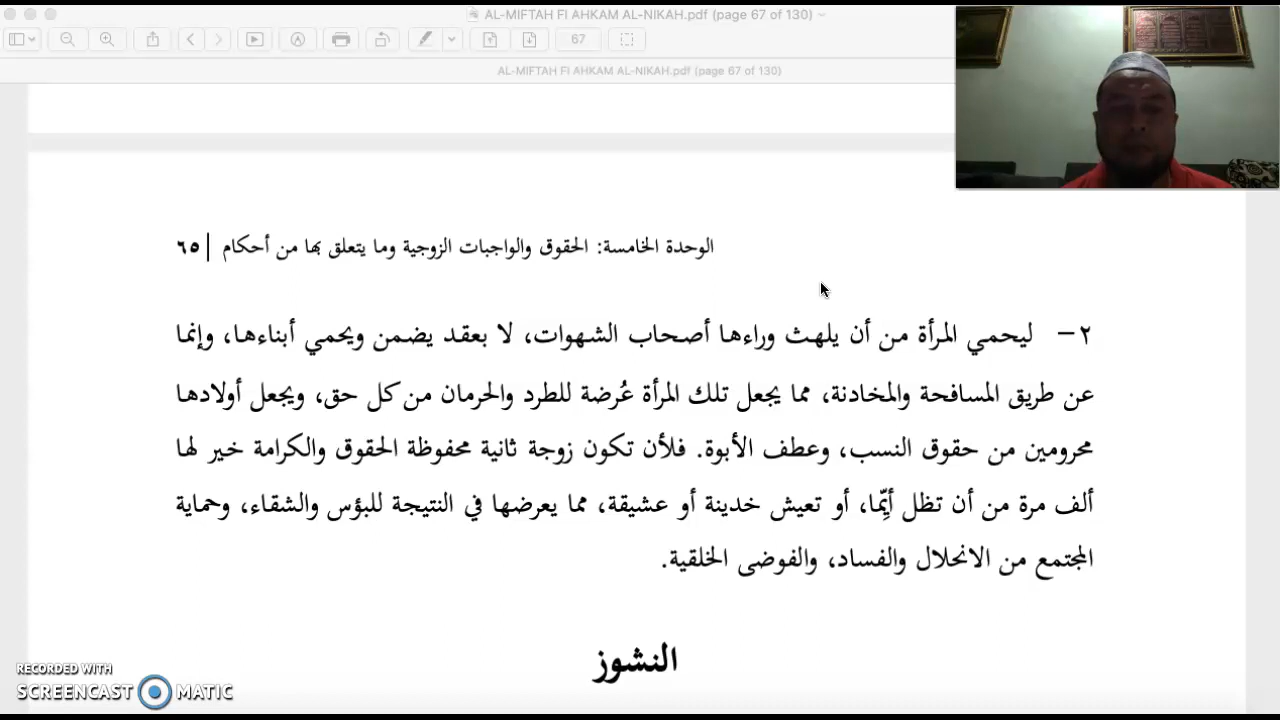 AL-MIFTAH FI AHKAM AL-NIKAH.pdf (page 67 of 130)
67
AL-MIFTAH FI AHKAM AL-NIKAH.pdf (page 67 of 130)
الوحدة الخامسة: الحقوق والواجبات الزوجية وما يتعلق بها من أحكام | ٦٥
٢- ليحمي المرأة من أن يلهث وراءها أصحاب الشهوات، لا بعقد يضمن ويحمي أبناءها، وإنما
عن طريق المسافحة والمخادنة، مما يجعل تلك المرأة عُرضة للطرد والحرمان من كل حق، ويجعل أولادها
محرومين من حقوق النسب، وعطف الأبوة. فلأن تكون زوجة ثانية محفوظة الحقوق والكرامة خير لها
ألف مرة من أن تظل أيِّما، أو تعيش خدينة أو عشيقة، مما يعرضها في النتيجة للبؤس والشقاء، وحماية
المجتمع من الانحلال والفساد، والفوضى الخلقية.
النشوز
RECORDED WITH
SCREENCAST MATIC